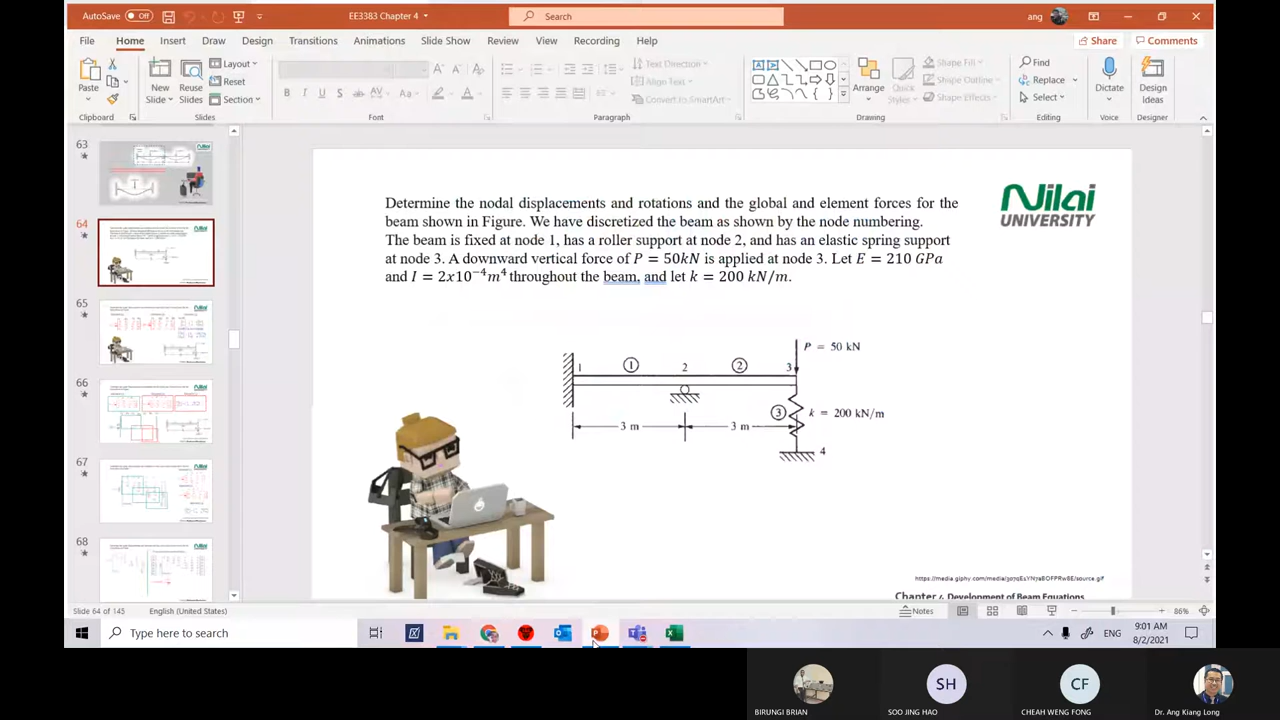 AutoSave Off
EE3383 Chapter 4
Search
ang
File Home Insert Draw Design Transitions Animations Slide Show Review View Recording Help
Share Comments
Paste
New Slide
Reuse Slides
Layout
Reset
Section
Text Direction
Align Text
Convert to SmartArt
Arrange
Quick Styles
Shape Fill
Shape Outline
Shape Effects
Find
Replace
Select
Dictate
Design Ideas
Clipboard Slides Font Paragraph Drawing Editing Voice Designer
63
64
65
66
67
68
Determine the nodal displacements and rotations and the global and element forces for the
beam shown in Figure. We have discretized the beam as shown by the node numbering.
The beam is fixed at node 1, has a roller support at node 2, and has an elastic spring support
at node 3. A downward vertical force of P = 50kN is applied at node 3. Let E = 210 GPa
and I = 2x10⁻⁴m⁴ throughout the beam, and let k = 200 kN/m.
Nilai
UNIVERSITY
P = 50 kN
1 ① 2 ② 3
③ k = 200 kN/m
3 m 3 m
4
https://media.giphy.com/media/3o7qE1YN7aBOFPRw8E/source.gif
Chapter 4 Development of Beam Equations
Slide 64 of 145 English (United States) Notes 86%
Type here to search
ENG
9:01 AM
8/2/2021
SH
CF
BIRUNGI BRIAN
SOO JING HAO
CHEAH WENG FONG
Dr. Ang Kiang Long